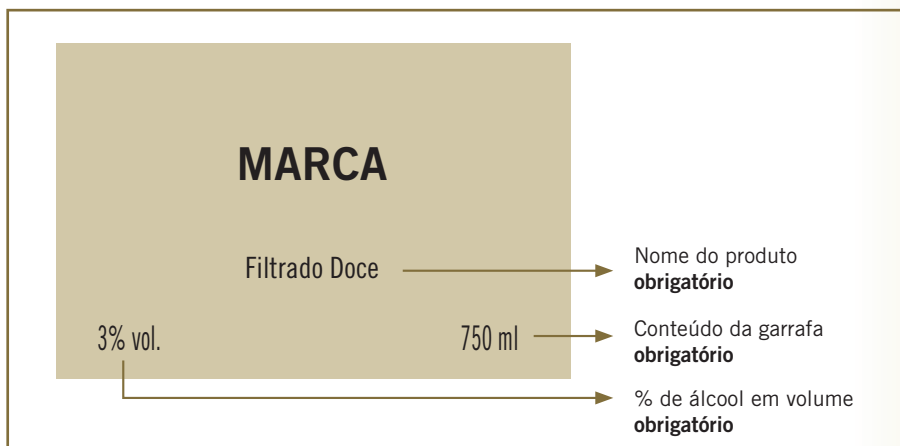 MARCA
Filtrado Doce
Nome do produto
obrigatório
3% vol.
750 ml
Conteúdo da garrafa
obrigatório
% de álcool em volume
obrigatório